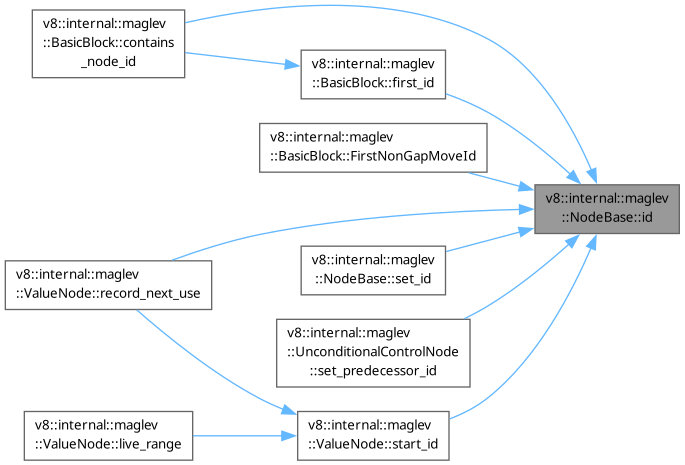 v8::internal::maglev
::BasicBlock::contains
_node_id
v8::internal::maglev
::BasicBlock::first_id
v8::internal::maglev
::BasicBlock::FirstNonGapMoveId
v8::internal::maglev
::NodeBase::id
v8::internal::maglev
::ValueNode::record_next_use
v8::internal::maglev
::NodeBase::set_id
v8::internal::maglev
::UnconditionalControlNode
::set_predecessor_id
v8::internal::maglev
::ValueNode::live_range
v8::internal::maglev
::ValueNode::start_id